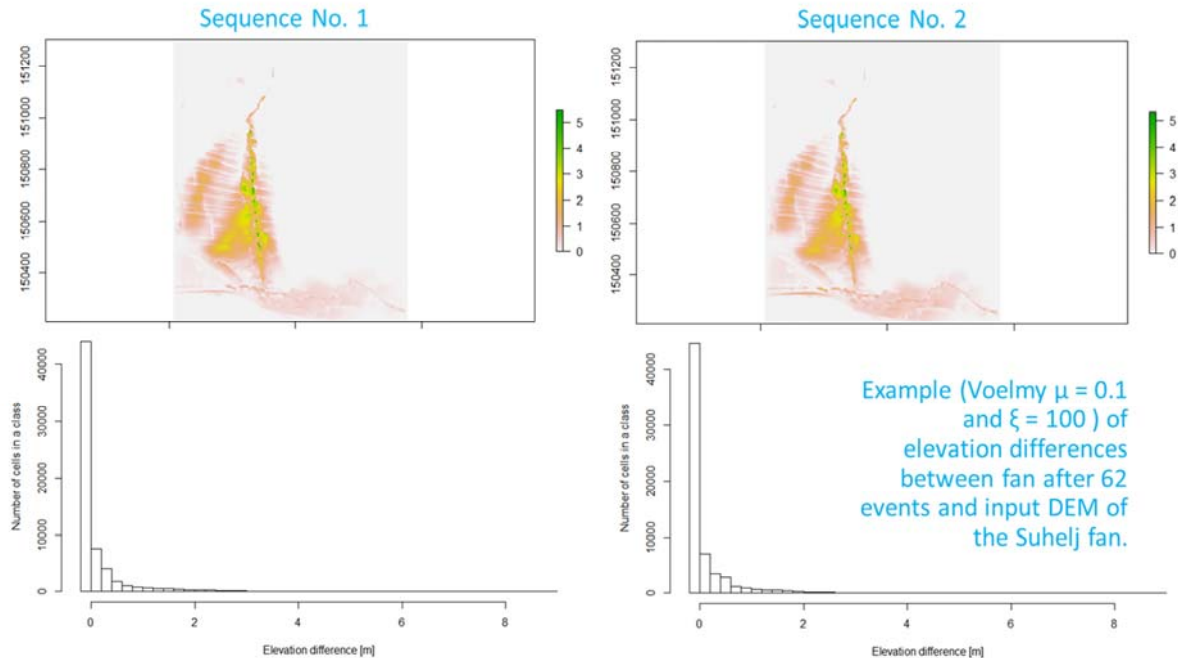 Sequence No. 1
Sequence No. 2
151200
151000
150800
150600
150400
5
4
3
2
1
0
151200
151000
150800
150600
150400
5
4
3
2
1
0
Number of cells in a class
40000
30000
20000
10000
0
0 2 4 6 8
Elevation difference [m]
Number of cells in a class
40000
30000
20000
10000
0
0 2 4 6 8
Elevation difference [m]
Example (Voelmy μ = 0.1
and ξ = 100 ) of
elevation differences
between fan after 62
events and input DEM of
the Suhelj fan.